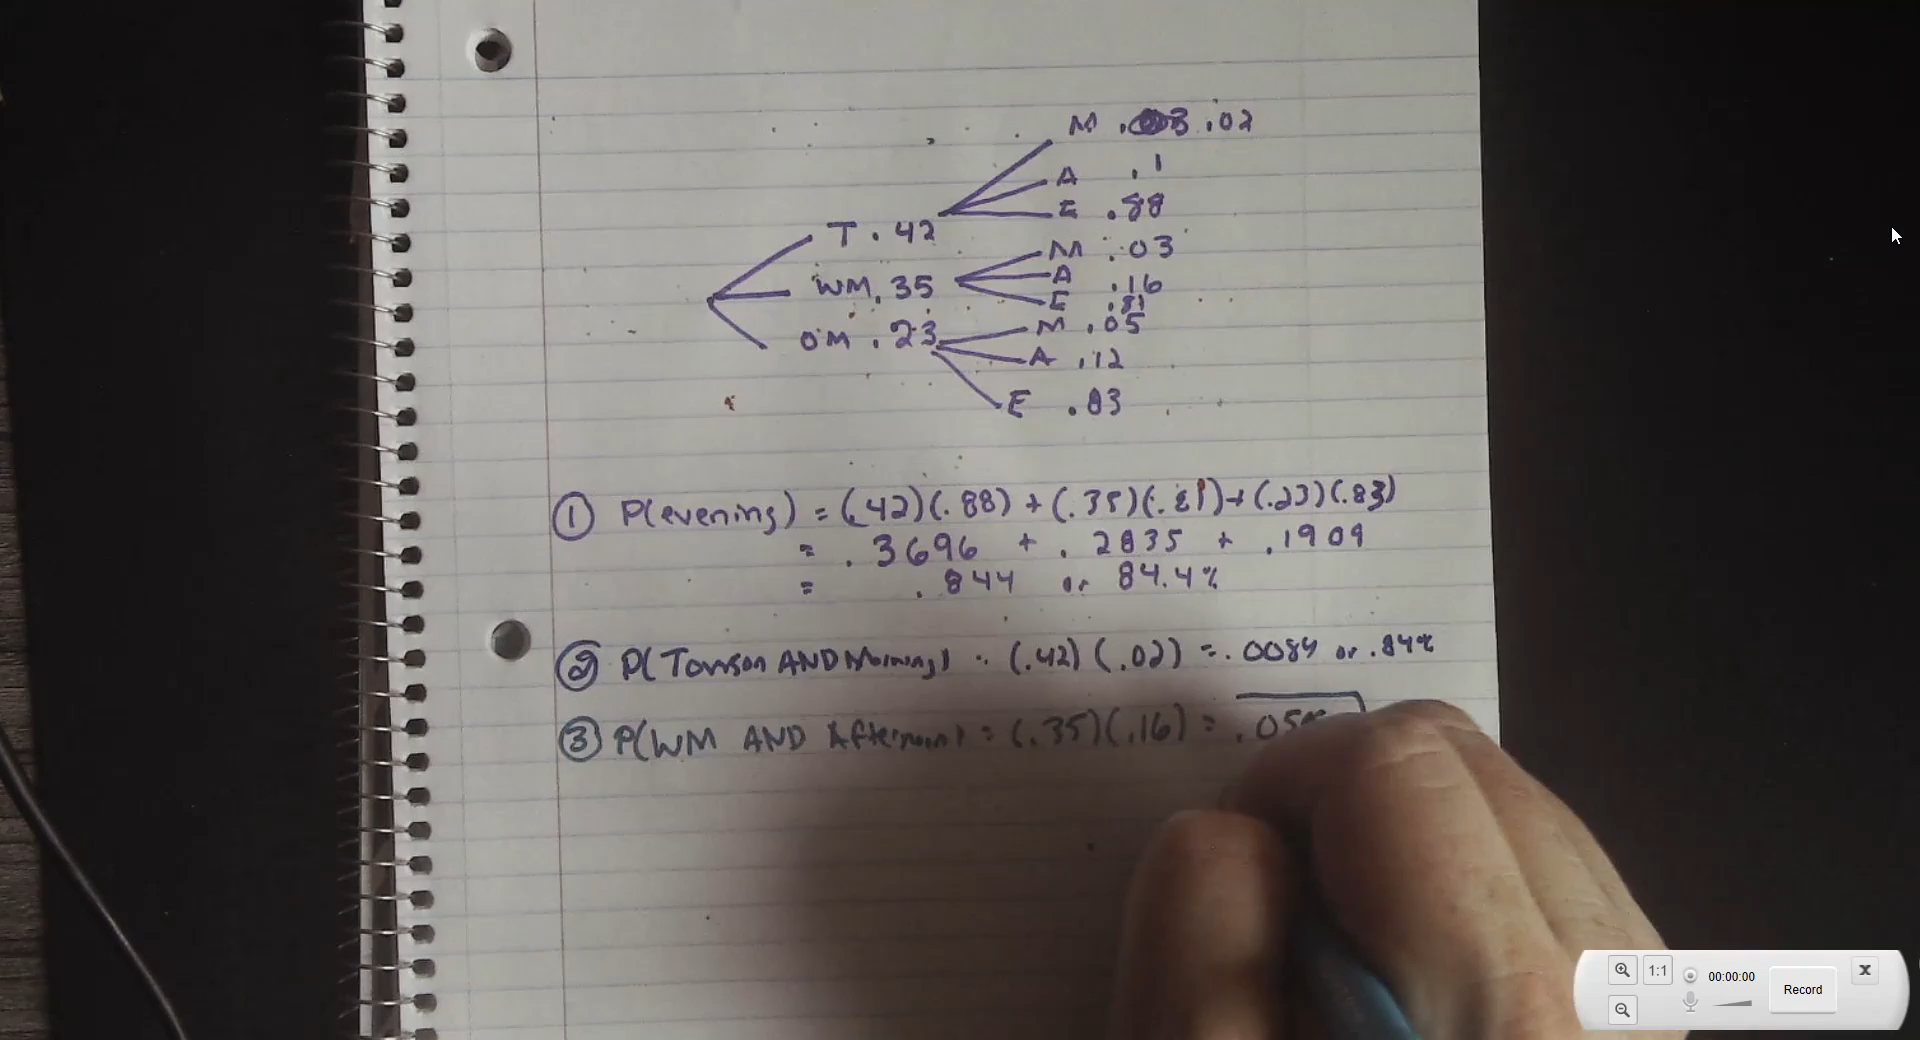 M .03 .02
A .1
E .88
T .42
M .03
WM .35
A .16
E .81
OM .23
M .05
A .12
E .83
① P(evening) = (.42)(.88) + (.35)(.81) + (.23)(.83)
= .3696 + .2835 + .1909
= .844 or 84.4%
② P(Towson AND Morning) = (.42)(.02) = .0084 or .84%
③ P(WM AND Afternoon) = (.35)(.16) =
1:1
00:00:00
Record
X